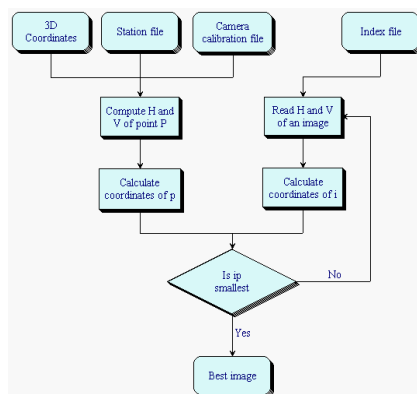 3D
Coordinates
Station file
Camera
calibration file
Index file
Compute H and
V of point P
Read H and V
of an image
Calculate
coordinates of p
Calculate
coordinates of i
Is ip
smallest
No
Yes
Best image